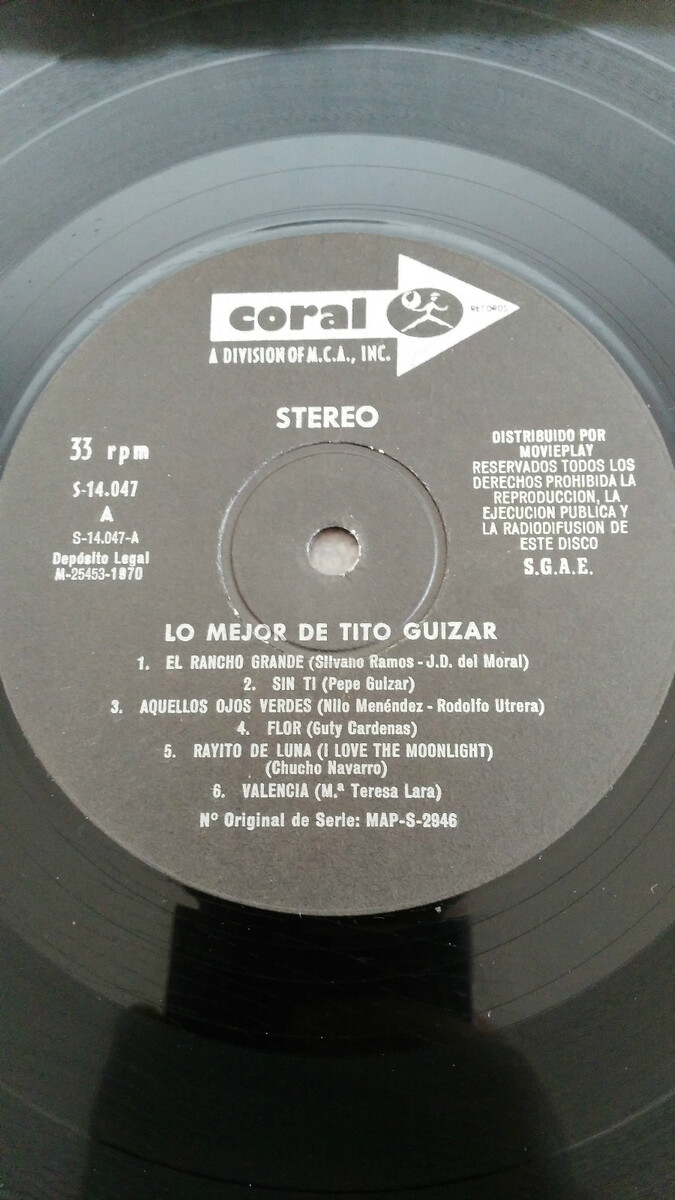 coral
RECORDS
A DIVISION OF M.C.A., INC.
STEREO
33 rpm
S-14.047
A
S-14.047-A
Depósito Legal
M-25453-1970
DISTRIBUIDO POR
MOVIEPLAY
RESERVADOS TODOS LOS
DERECHOS PROHIBIDA LA
REPRODUCCION, LA
EJECUCION PUBLICA Y
LA RADIODIFUSION DE
ESTE DISCO
S.G.A.E.
LO MEJOR DE TITO GUIZAR
1. EL RANCHO GRANDE (Silvano Ramos - J.D. del Moral)
2. SIN TI (Pepe Guizar)
3. AQUELLOS OJOS VERDES (Nilo Menéndez - Rodolfo Utrera)
4. FLOR (Guty Cardenas)
5. RAYITO DE LUNA (I LOVE THE MOONLIGHT)
(Chucho Navarro)
6. VALENCIA (M.ª Teresa Lara)
Nº Original de Serie: MAP-S-2946